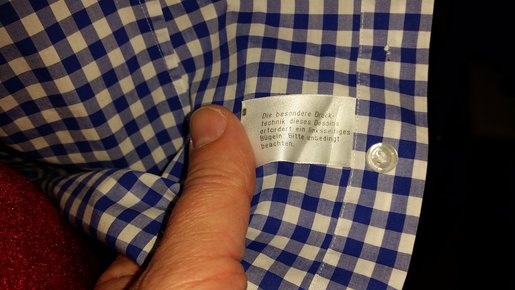 Die besondere Druck-
technik dieses Dessins
erfordert ein linksseitiges
Bügeln. Bitte unbedingt
beachten.